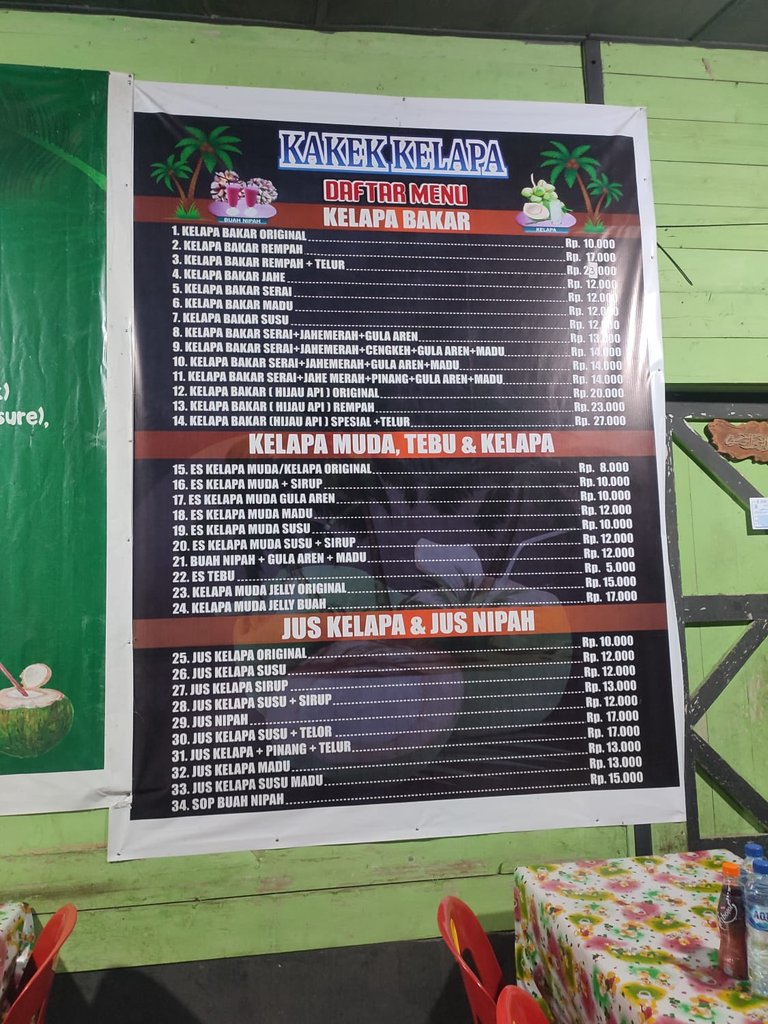 KAKEK KELAPA
DAFTAR MENU
BUAH NIPAH
KELAPA
KELAPA BAKAR
1. KELAPA BAKAR ORIGINAL Rp. 10.000
2. KELAPA BAKAR REMPAH Rp. 17.000
3. KELAPA BAKAR REMPAH + TELUR Rp. 23.000
4. KELAPA BAKAR JAHE Rp. 12.000
5. KELAPA BAKAR SERAI Rp. 12.000
6. KELAPA BAKAR MADU Rp. 12.000
7. KELAPA BAKAR SUSU Rp. 12.000
8. KELAPA BAKAR SERAI+JAHEMERAH+GULA AREN Rp. 13.000
9. KELAPA BAKAR SERAI+JAHEMERAH+CENGKEH+GULA AREN+MADU Rp. 14.000
10. KELAPA BAKAR SERAI+JAHEMERAH+GULA AREN+MADU Rp. 14.000
11. KELAPA BAKAR SERAI+JAHE MERAH+PINANG+GULA AREN+MADU Rp. 14.000
12. KELAPA BAKAR ( HIJAU API ) ORIGINAL Rp. 20.000
13. KELAPA BAKAR ( HIJAU API ) REMPAH Rp. 23.000
14. KELAPA BAKAR (HIJAU API ) SPESIAL +TELUR Rp. 27.000
KELAPA MUDA, TEBU & KELAPA
15. ES KELAPA MUDA/KELAPA ORIGINAL Rp. 8.000
16. ES KELAPA MUDA + SIRUP Rp. 10.000
17. ES KELAPA MUDA GULA AREN Rp. 10.000
18. ES KELAPA MUDA MADU Rp. 12.000
19. ES KELAPA MUDA SUSU Rp. 10.000
20. ES KELAPA MUDA SUSU + SIRUP Rp. 12.000
21. BUAH NIPAH + GULA AREN + MADU Rp. 12.000
22. ES TEBU Rp. 5.000
23. KELAPA MUDA JELLY ORIGINAL Rp. 15.000
24. KELAPA MUDA JELLY BUAH Rp. 17.000
JUS KELAPA & JUS NIPAH
25. JUS KELAPA ORIGINAL Rp. 10.000
26. JUS KELAPA SUSU Rp. 12.000
27. JUS KELAPA SIRUP Rp. 12.000
28. JUS KELAPA SUSU + SIRUP Rp. 13.000
29. JUS NIPAH Rp. 12.000
30. JUS KELAPA SUSU + TELOR Rp. 17.000
31. JUS KELAPA + PINANG + TELUR Rp. 17.000
32. JUS KELAPA MADU Rp. 13.000
33. JUS KELAPA SUSU MADU Rp. 13.000
34. SOP BUAH NIPAH Rp. 15.000
sure),